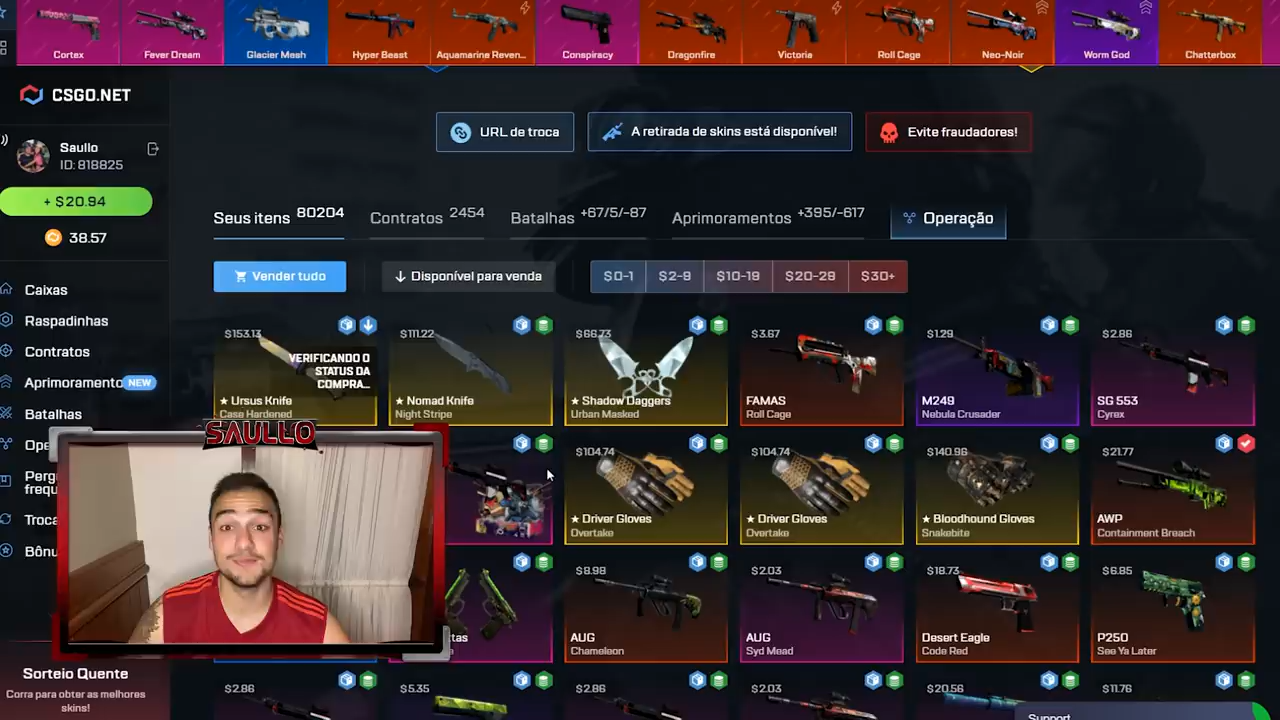 Cortex
Fever Dream
Glacier Mesh
Hyper Beast
Aquamarine Reven...
Conspiracy
Dragonfire
Victoria
Roll Cage
Neo-Noir
Worm God
Chatterbox
CSGO.NET
URL de troca
A retirada de skins está disponível!
Evite fraudadores!
Saullo
ID: 818825
+ $20.94
38.57
Seus itens 80204
Contratos 2454
Batalhas +67/5/-87
Aprimoramentos +395/-617
Operação
Vender tudo
Disponível para venda
$0-1
$2-9
$10-19
$20-29
$30+
Caixas
Raspadinhas
Contratos
Aprimoramento NEW
Batalhas
Ope
Perg
frequ
Troca
Bônu
$153.13
VERIFICANDO O
STATUS DA
COMPRA...
★ Ursus Knife
Case Hardened
$111.22
★ Nomad Knife
Night Stripe
$66.73
★ Shadow Daggers
Urban Masked
$3.67
FAMAS
Roll Cage
$1.29
M249
Nebula Crusader
$2.86
SG 553
Cyrex
SAULLO
$104.74
★ Driver Gloves
Overtake
$104.74
★ Driver Gloves
Overtake
$140.96
★ Bloodhound Gloves
Snakebite
$21.77
AWP
Containment Breach
tas
$8.98
AUG
Chameleon
$2.03
AUG
Syd Mead
$18.73
Desert Eagle
Code Red
$6.85
P250
See Ya Later
Sorteio Quente
Corra para obter as melhores
skins!
$2.86
$5.35
$2.86
$2.03
$20.56
$11.76
Support